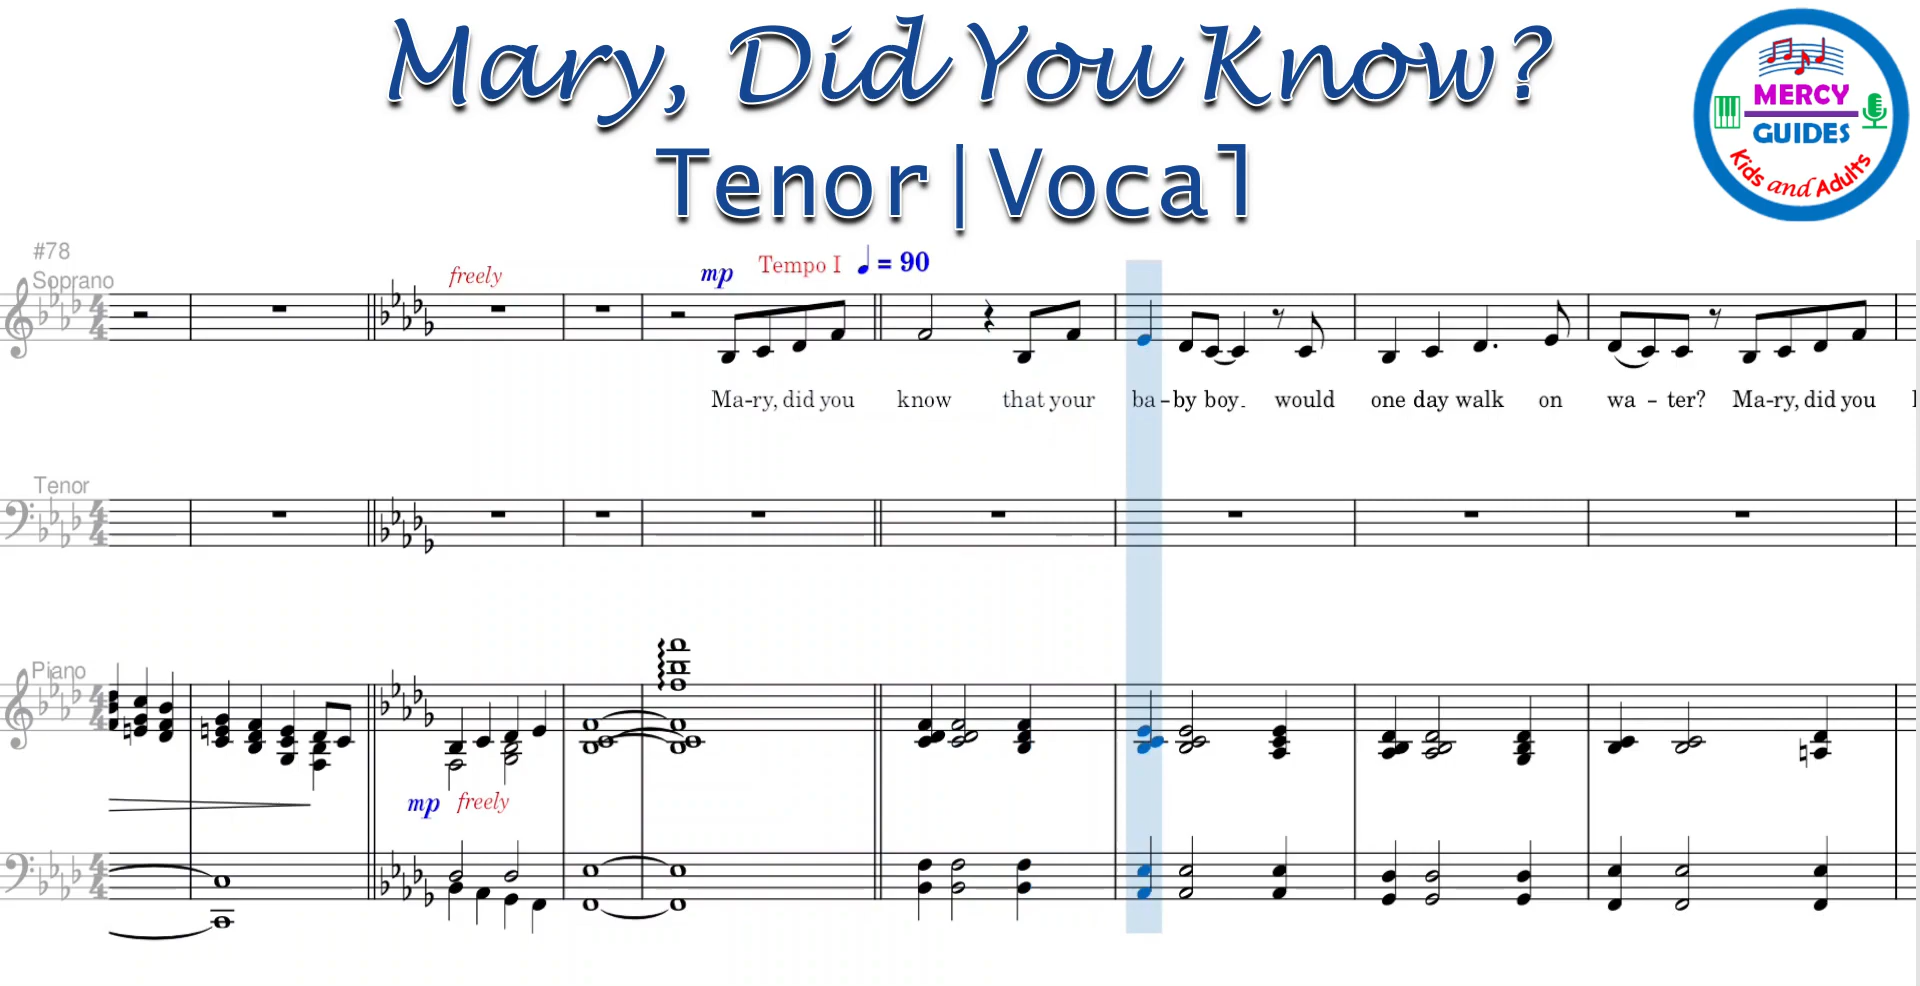 Mary, Did You Know?
Tenor|Vocal
MERCY
GUIDES
Kids and Adults
#78
Soprano
freely
mp
Tempo I ♩ = 90
Ma-ry, did you know that your ba-by boy_ would one day walk on wa - ter? Ma-ry, did you
Tenor
Piano
mp freely